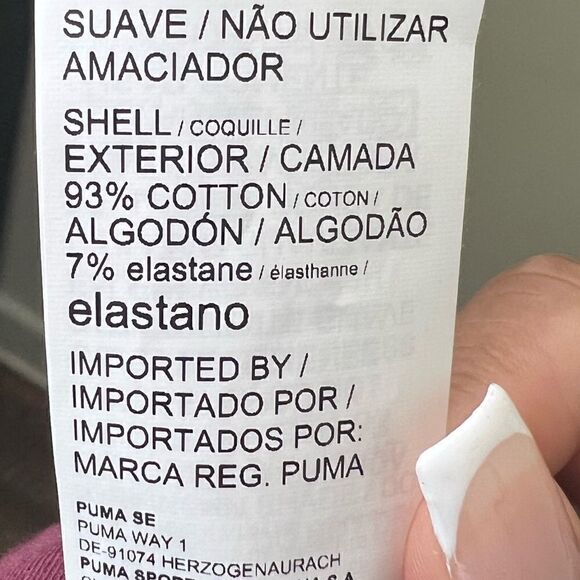 SUAVE / NÃO UTILIZAR
AMACIADOR
SHELL / COQUILLE /
EXTERIOR / CAMADA
93% COTTON / COTON /
ALGODÓN / ALGODÃO
7% elastane / élasthanne /
elastano
IMPORTED BY /
IMPORTADO POR /
IMPORTADOS POR:
MARCA REG. PUMA
PUMA SE
PUMA WAY 1
DE-91074 HERZOGENAURACH
PUMA